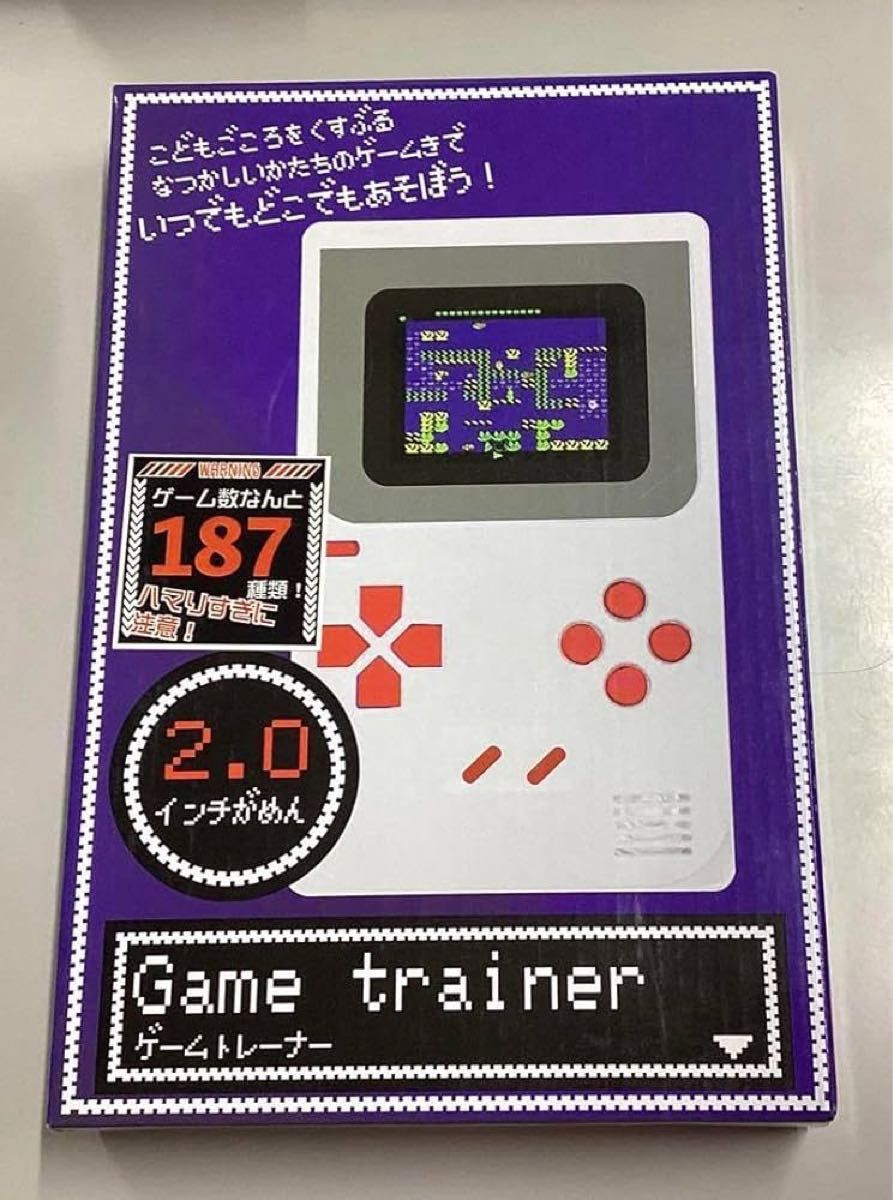 こどもごころをくすぶる
なつかしいかたちのゲームきで
いつでもどこでもあそぼう！
WARNING
ゲーム数なんと
187
種類！
ハマりすぎに
注意！
2.0
インチがめん
Game trainer
ゲームトレーナー